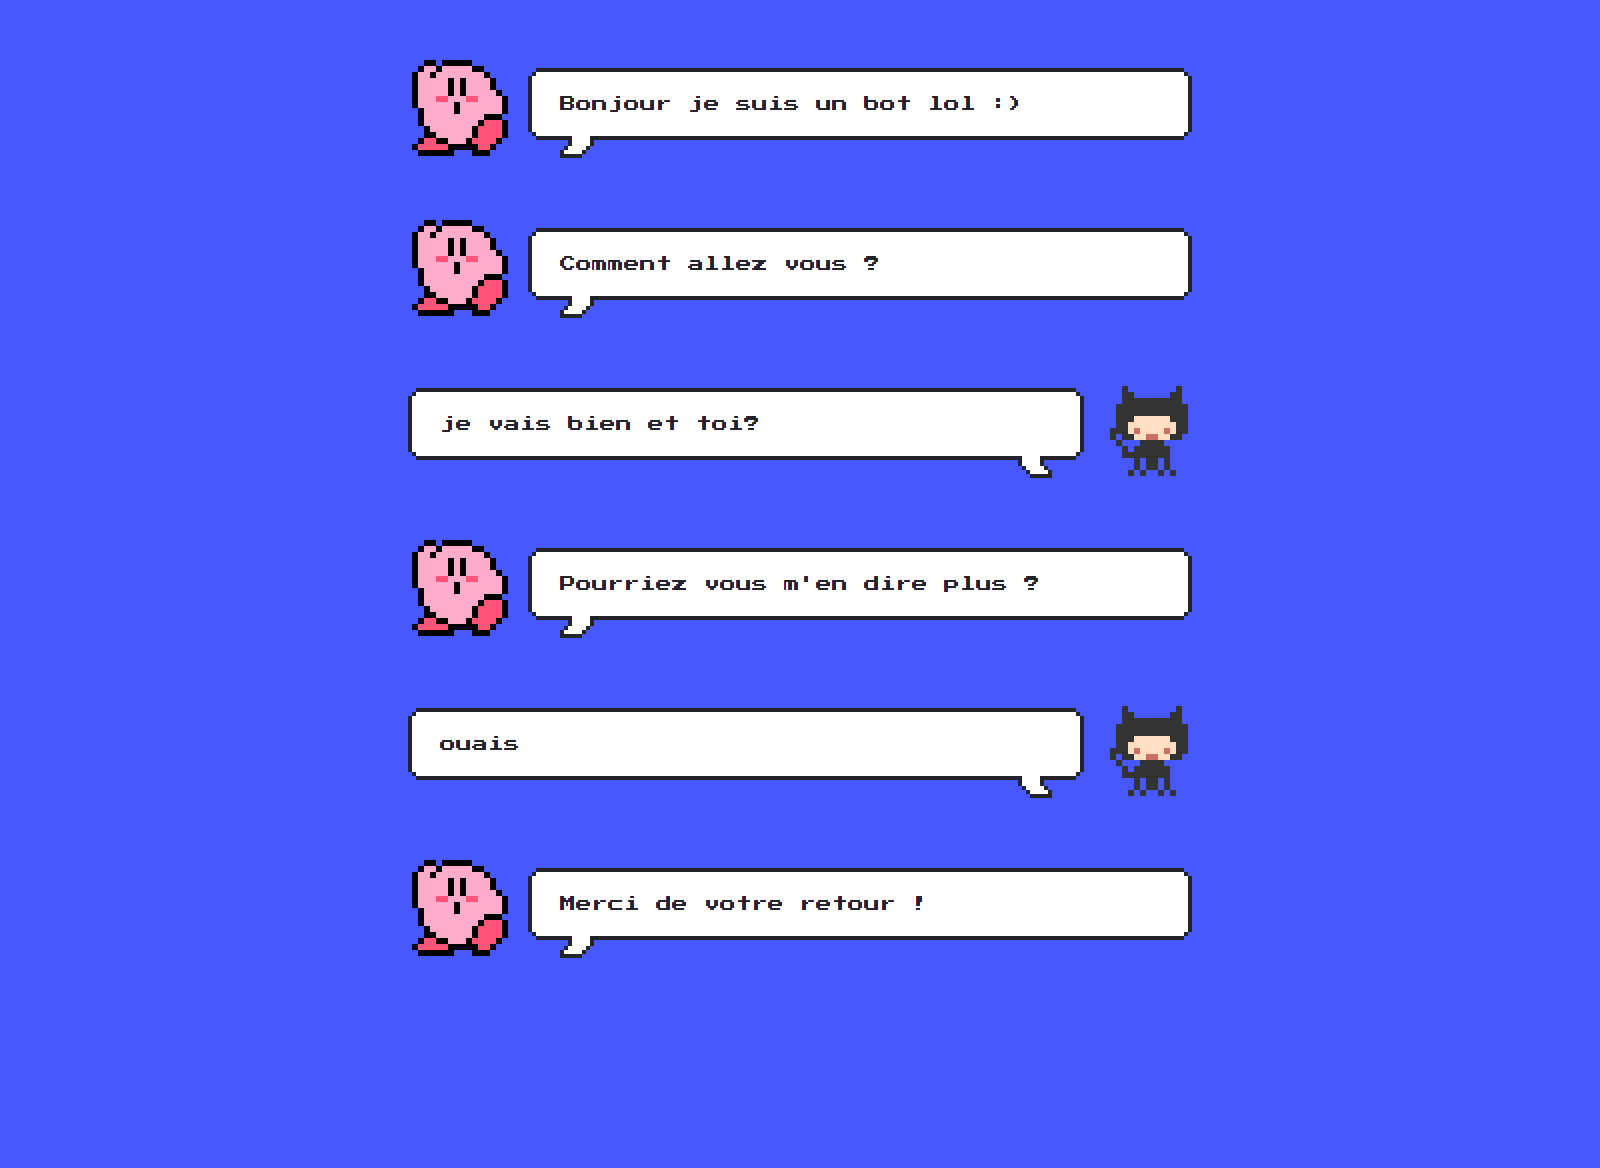 Bonjour je suis un bot lol :)
Comment allez vous ?
je vais bien et toi?
Pourriez vous m'en dire plus ?
ouais
Merci de votre retour !